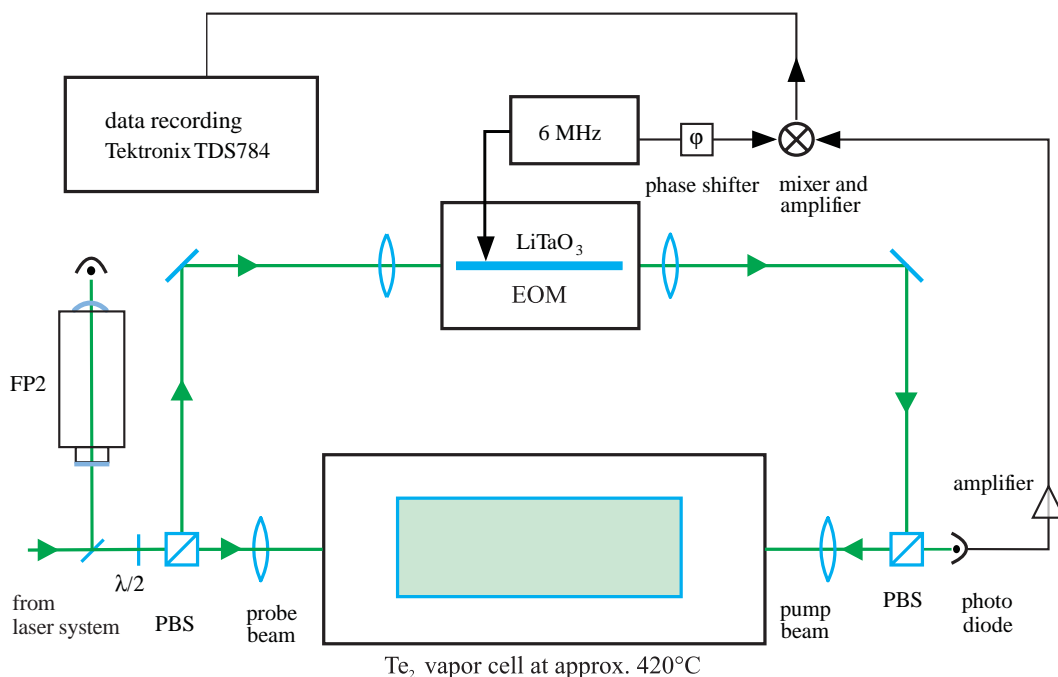 data recording
Tektronix TDS784
6 MHz
φ
phase shifter
mixer and
amplifier
LiTaO3
EOM
FP2
amplifier
λ/2
from
laser system
PBS
probe
beam
pump
beam
PBS
photo
diode
Te2 vapor cell at approx. 420°C